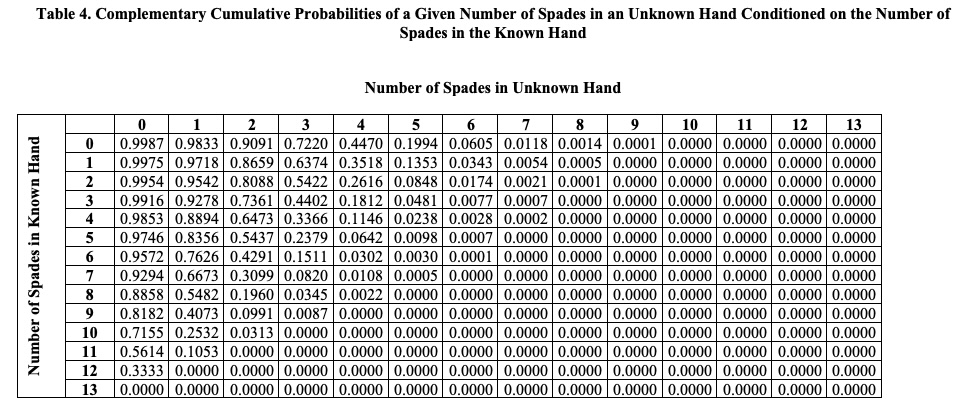 Table 4. Complementary Cumulative Probabilities of a Given Number of Spades in an Unknown Hand Conditioned on the Number of
Spades in the Known Hand
Number of Spades in Unknown Hand
Number of Spades in Known Hand
0 1 2 3 4 5 6 7 8 9 10 11 12 13
0 0.9987 0.9833 0.9091 0.7220 0.4470 0.1994 0.0605 0.0118 0.0014 0.0001 0.0000 0.0000 0.0000 0.0000
1 0.9975 0.9718 0.8659 0.6374 0.3518 0.1353 0.0343 0.0054 0.0005 0.0000 0.0000 0.0000 0.0000 0.0000
2 0.9954 0.9542 0.8088 0.5422 0.2616 0.0848 0.0174 0.0021 0.0001 0.0000 0.0000 0.0000 0.0000 0.0000
3 0.9916 0.9278 0.7361 0.4402 0.1812 0.0481 0.0077 0.0007 0.0000 0.0000 0.0000 0.0000 0.0000 0.0000
4 0.9853 0.8894 0.6473 0.3366 0.1146 0.0238 0.0028 0.0002 0.0000 0.0000 0.0000 0.0000 0.0000 0.0000
5 0.9746 0.8356 0.5437 0.2379 0.0642 0.0098 0.0007 0.0000 0.0000 0.0000 0.0000 0.0000 0.0000 0.0000
6 0.9572 0.7626 0.4291 0.1511 0.0302 0.0030 0.0001 0.0000 0.0000 0.0000 0.0000 0.0000 0.0000 0.0000
7 0.9294 0.6673 0.3099 0.0820 0.0108 0.0005 0.0000 0.0000 0.0000 0.0000 0.0000 0.0000 0.0000 0.0000
8 0.8858 0.5482 0.1960 0.0345 0.0022 0.0000 0.0000 0.0000 0.0000 0.0000 0.0000 0.0000 0.0000 0.0000
9 0.8182 0.4073 0.0991 0.0087 0.0000 0.0000 0.0000 0.0000 0.0000 0.0000 0.0000 0.0000 0.0000 0.0000
10 0.7155 0.2532 0.0313 0.0000 0.0000 0.0000 0.0000 0.0000 0.0000 0.0000 0.0000 0.0000 0.0000 0.0000
11 0.5614 0.1053 0.0000 0.0000 0.0000 0.0000 0.0000 0.0000 0.0000 0.0000 0.0000 0.0000 0.0000 0.0000
12 0.3333 0.0000 0.0000 0.0000 0.0000 0.0000 0.0000 0.0000 0.0000 0.0000 0.0000 0.0000 0.0000 0.0000
13 0.0000 0.0000 0.0000 0.0000 0.0000 0.0000 0.0000 0.0000 0.0000 0.0000 0.0000 0.0000 0.0000 0.0000